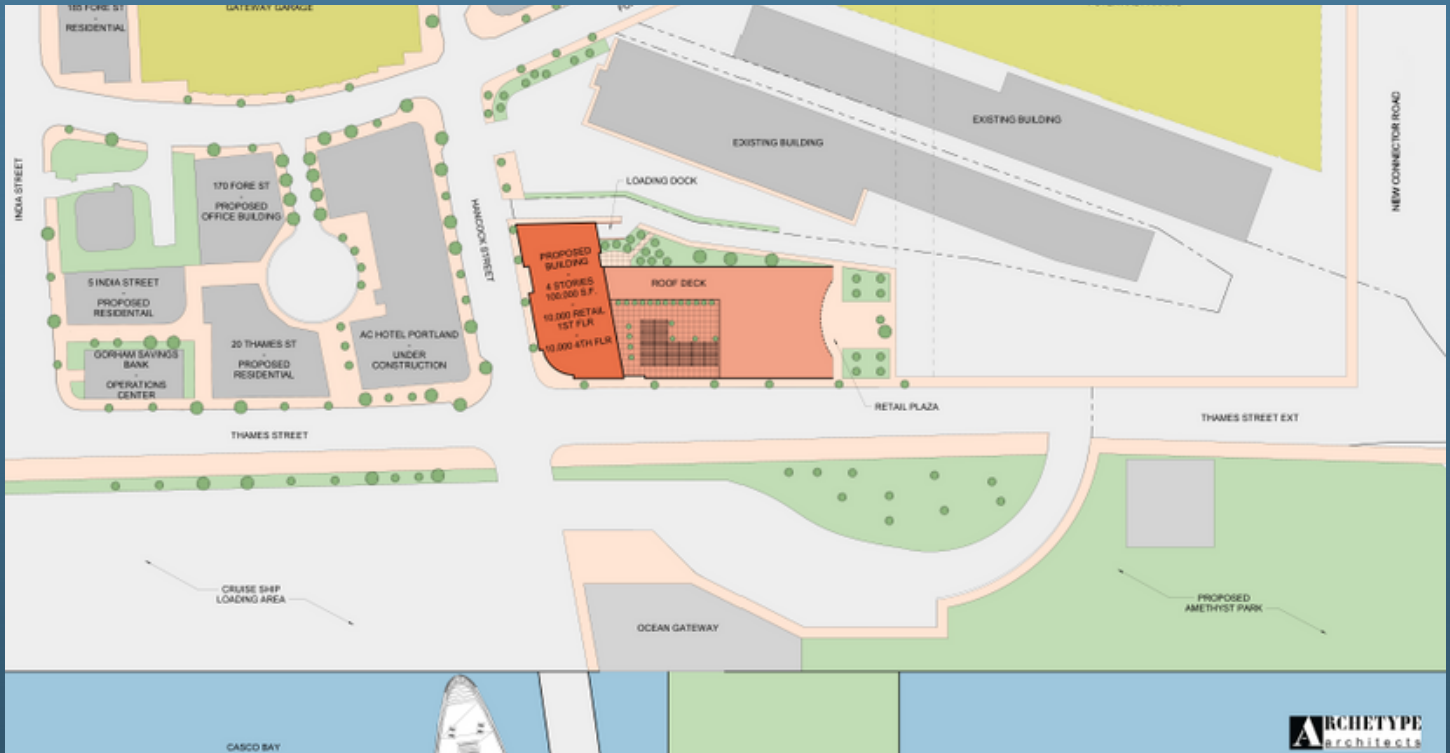 185 FORE ST
-
RESIDENTIAL
GATEWAY GARAGE
EXISTING BUILDING
EXISTING BUILDING
NEW CONNECTOR ROAD
INDIA STREET
170 FORE ST
-
PROPOSED
OFFICE BUILDING
LOADING DOCK
HANCOCK STREET
PROPOSED
BUILDING
-
4 STORIES
100,000 S.F.
-
10,000 RETAIL
1ST FLR
-
10,000 4TH FLR
ROOF DECK
5 INDIA STREET
-
PROPOSED
RESIDENTAIL
20 THAMES ST
-
PROPOSED
RESIDENTIAL
AC HOTEL PORTLAND
-
UNDER
CONSTRUCTION
GORHAM SAVINGS
BANK
-
OPERATIONS
CENTER
RETAIL PLAZA
THAMES STREET
THAMES STREET EXT
CRUISE SHIP
LOADING AREA
OCEAN GATEWAY
PROPOSED
AMETHYST PARK
CASCO BAY
ARCHETYPE
architects